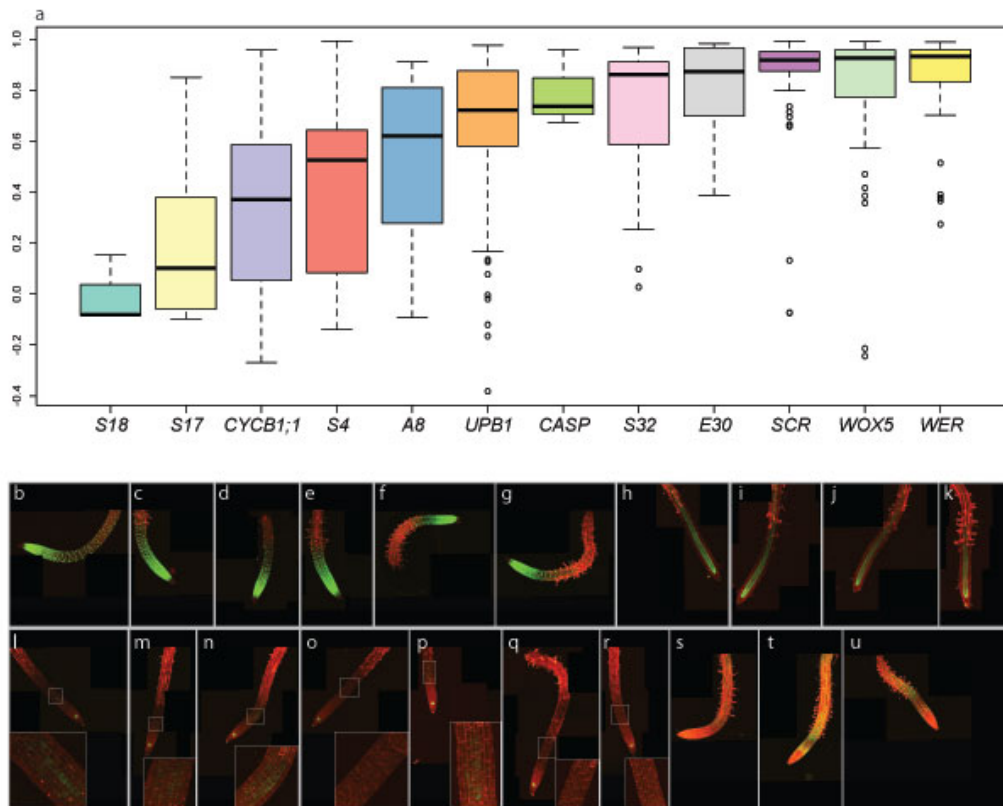 a
1.0
0.8
0.6
0.4
0.2
0.0
-0.2
-0.4
S18 S17 CYCB1;1 S4 A8 UPB1 CASP S32 E30 SCR WOX5 WER
b c d e f g h i j k
l m n o p q r s t u